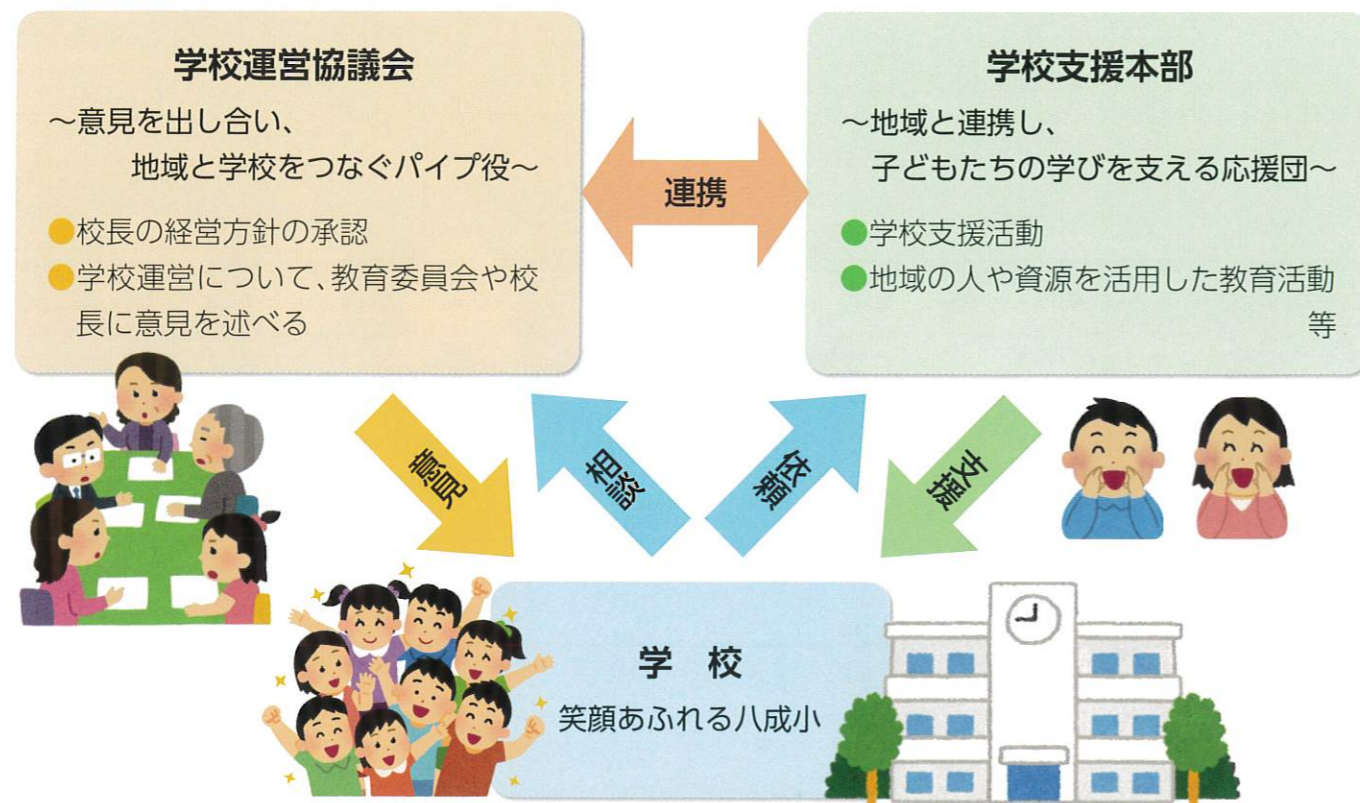 学校運営協議会
～意見を出し合い、
地域と学校をつなぐパイプ役～
●校長の経営方針の承認
●学校運営について、教育委員会や校
長に意見を述べる
連携
学校支援本部
～地域と連携し、
子どもたちの学びを支える応援団～
●学校支援活動
●地域の人や資源を活用した教育活動
等
意見
相談
依頼
支援
学 校
笑顔あふれる八成小